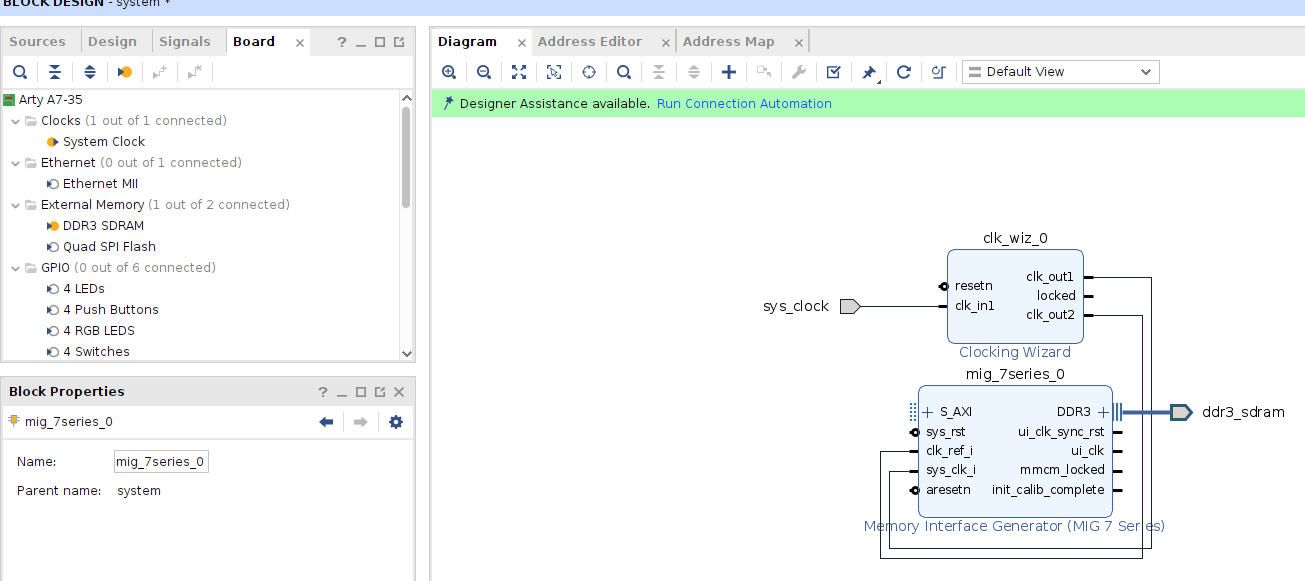 BLOCK DESIGN - system *
Sources Design Signals Board
Arty A7-35
Clocks (1 out of 1 connected)
System Clock
Ethernet (0 out of 1 connected)
Ethernet MII
External Memory (1 out of 2 connected)
DDR3 SDRAM
Quad SPI Flash
GPIO (0 out of 6 connected)
4 LEDs
4 Push Buttons
4 RGB LEDS
4 Switches
Block Properties
mig_7series_0
Name: mig_7series_0
Parent name: system
Diagram Address Editor Address Map
Default View
Designer Assistance available. Run Connection Automation
clk_wiz_0
resetn
clk_in1
clk_out1
locked
clk_out2
sys_clock
Clocking Wizard
mig_7series_0
S_AXI
sys_rst
clk_ref_i
sys_clk_i
aresetn
DDR3
ui_clk_sync_rst
ui_clk
mmcm_locked
init_calib_complete
ddr3_sdram
Memory Interface Generator (MIG 7 Series)